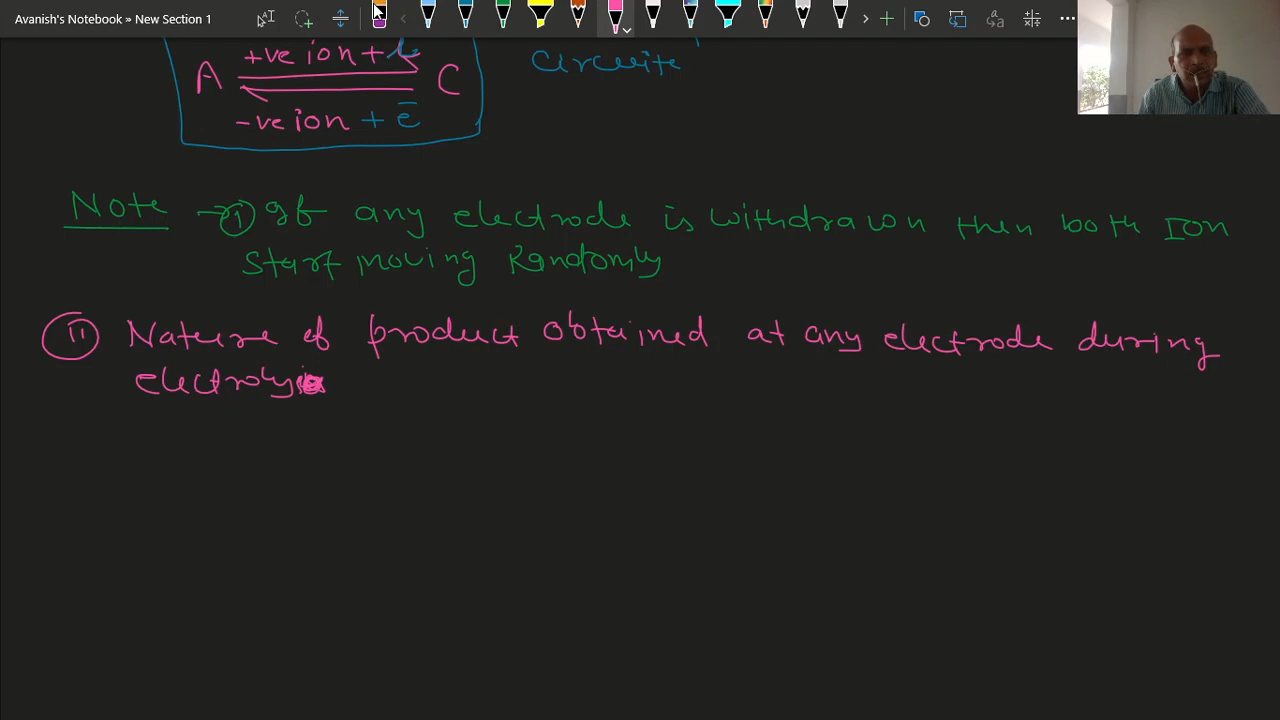 Avanish's Notebook » New Section 1
+ve ion +
A C
circuite
-ve ion + e̅
Note → ① If any electrode is withdrawn then both Ion
start moving Randomly
ⓘⓘ Nature of product obtained at any electrode during
electrolysis